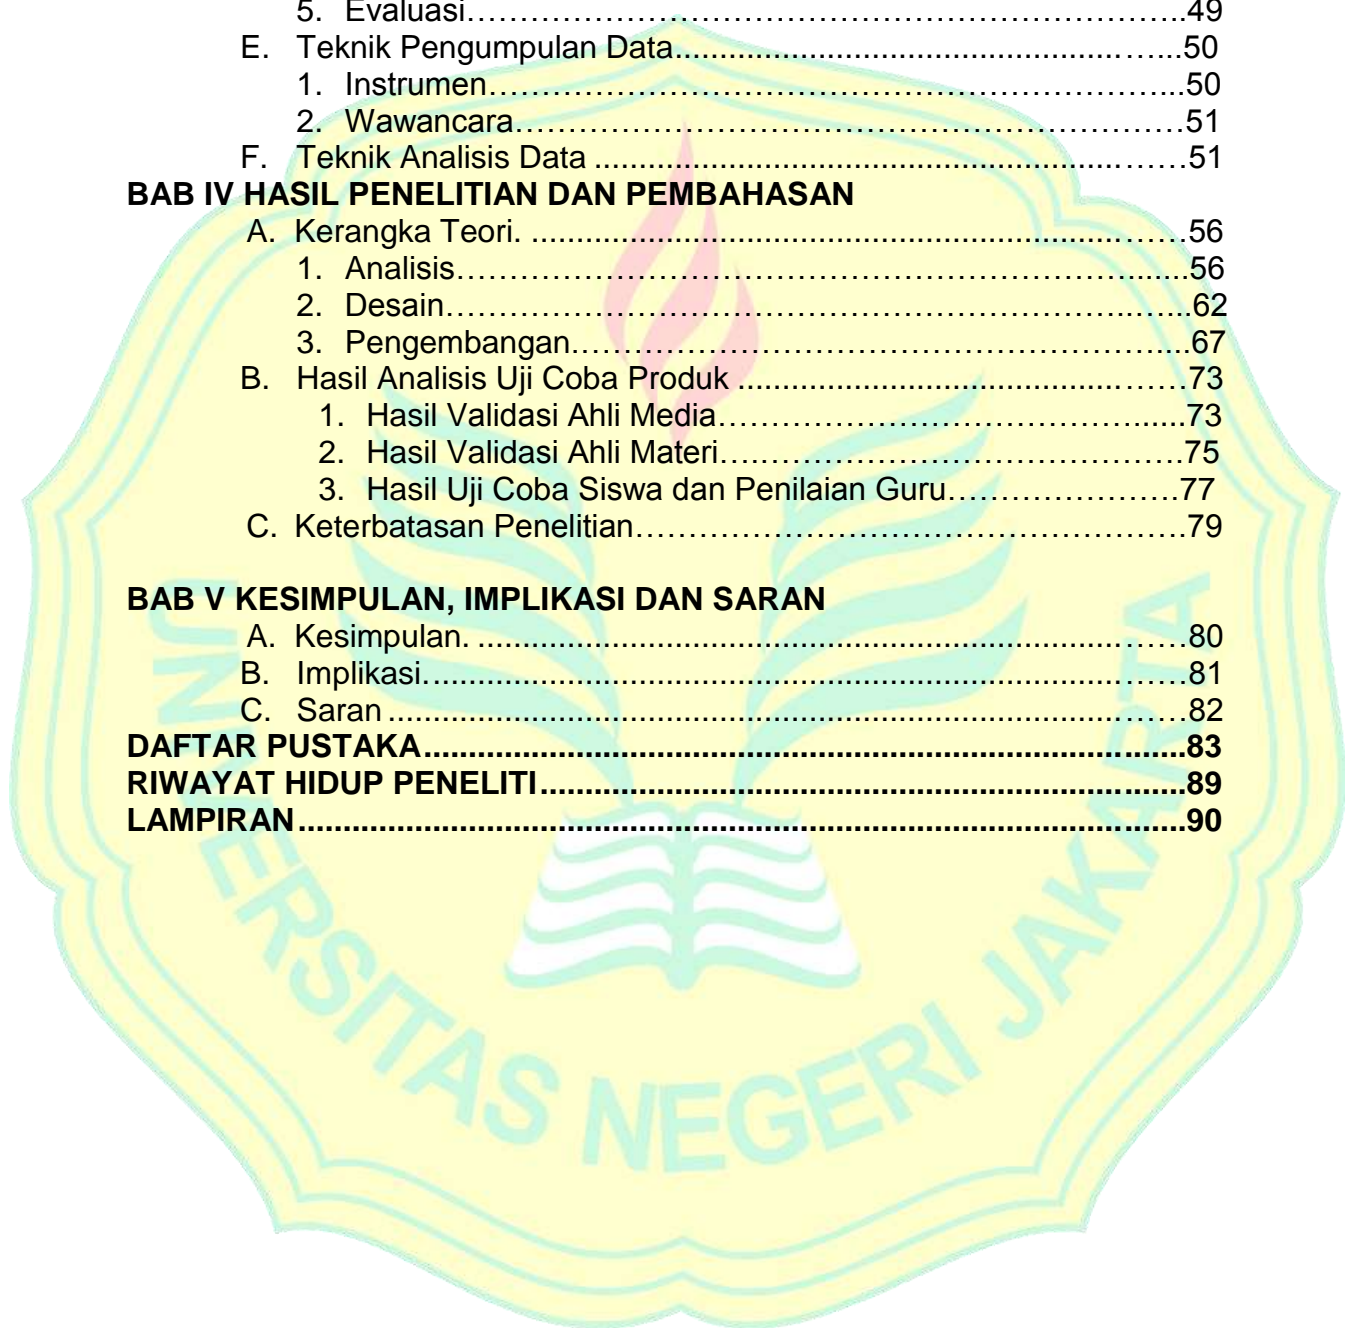 5. Evaluasi……………………………………………………………..49
E. Teknik Pengumpulan Data..................................................…...50
1. Instrumen…………………………………………………………...50
2. Wawancara…………………………………………………………51
F. Teknik Analisis Data ..........................................................……51
BAB IV HASIL PENELITIAN DAN PEMBAHASAN
A. Kerangka Teori. .................................................................……56
1. Analisis……………………………………………………………......56
2. Desain………………………………………………………………...62
3. Pengembangan…………………………………………………....67
B. Hasil Analisis Uji Coba Produk ..........................................……73
1. Hasil Validasi Ahli Media…………………………………......73
2. Hasil Validasi Ahli Materi……………………………………….75
3. Hasil Uji Coba Siswa dan Penilaian Guru………………….77
C. Keterbatasan Penelitian……………………………………………….79
BAB V KESIMPULAN, IMPLIKASI DAN SARAN
A. Kesimpulan. .......................................................................……80
B. Implikasi.............................................................................……81
C. Saran ..................................................................................……82
DAFTAR PUSTAKA.....................................................................................83
RIWAYAT HIDUP PENELITI........................................................................89
LAMPIRAN...................................................................................................90
UNIVERSITAS NEGERI JAKARTA